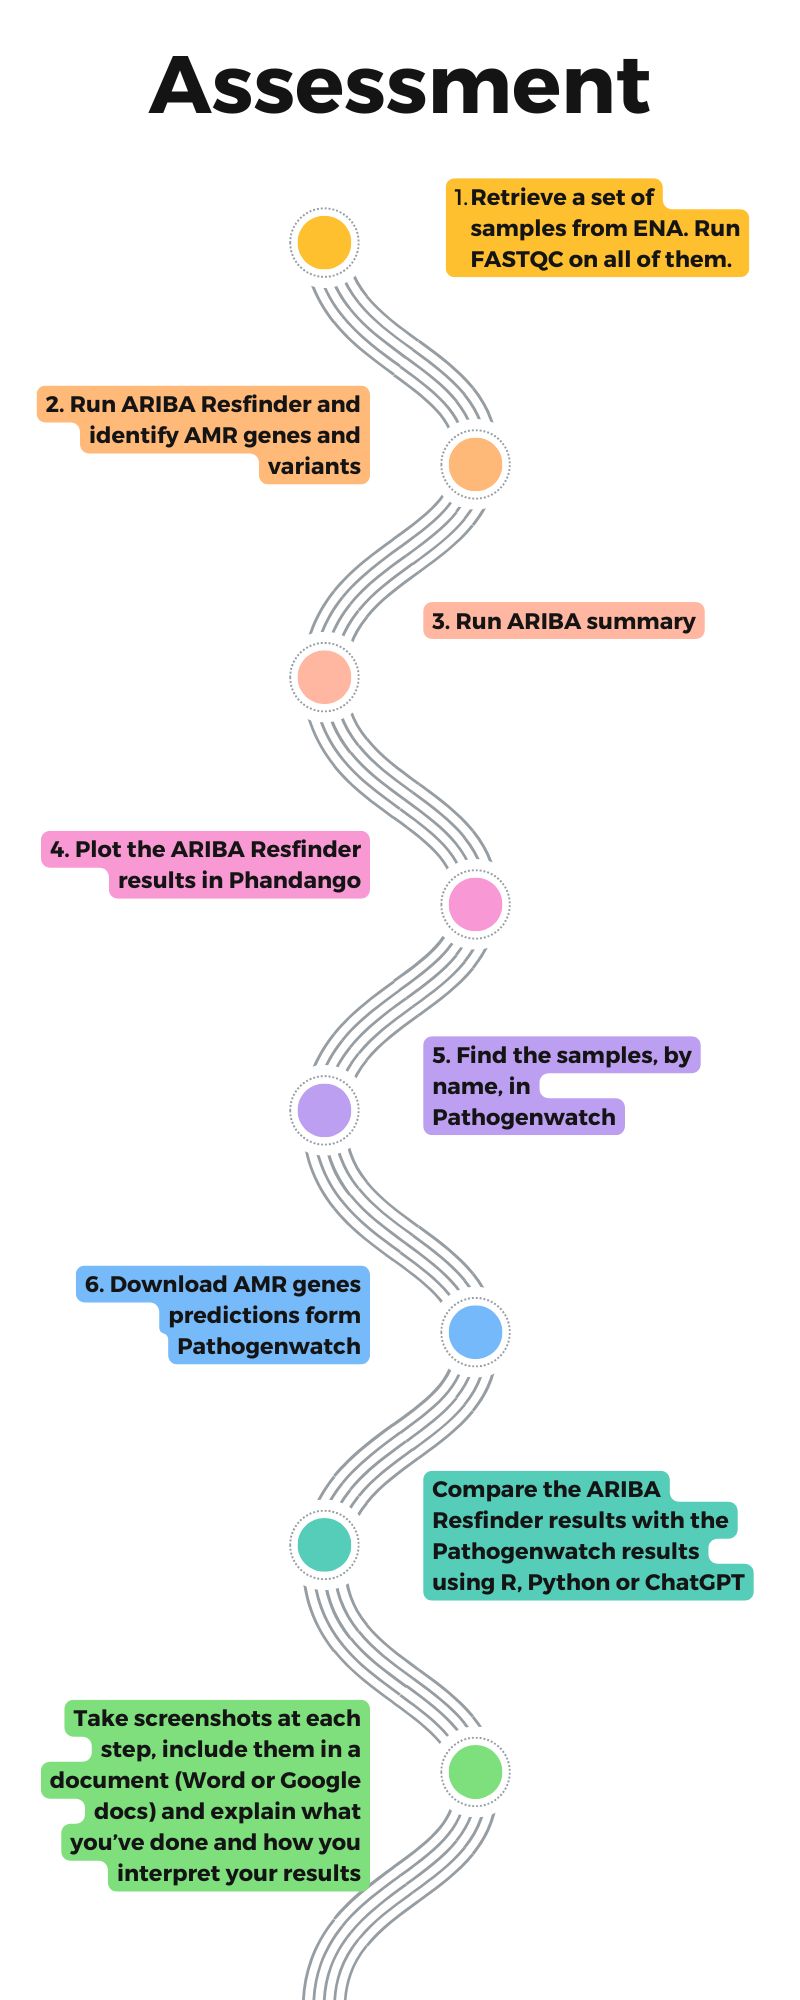 Assessment
1. Retrieve a set of
samples from ENA. Run
FASTQC on all of them.
2. Run ARIBA Resfinder and
identify AMR genes and
variants
3. Run ARIBA summary
4. Plot the ARIBA Resfinder
results in Phandango
5. Find the samples, by
name, in
Pathogenwatch
6. Download AMR genes
predictions form
Pathogenwatch
Compare the ARIBA
Resfinder results with the
Pathogenwatch results
using R, Python or ChatGPT
Take screenshots at each
step, include them in a
document (Word or Google
docs) and explain what
you’ve done and how you
interpret your results